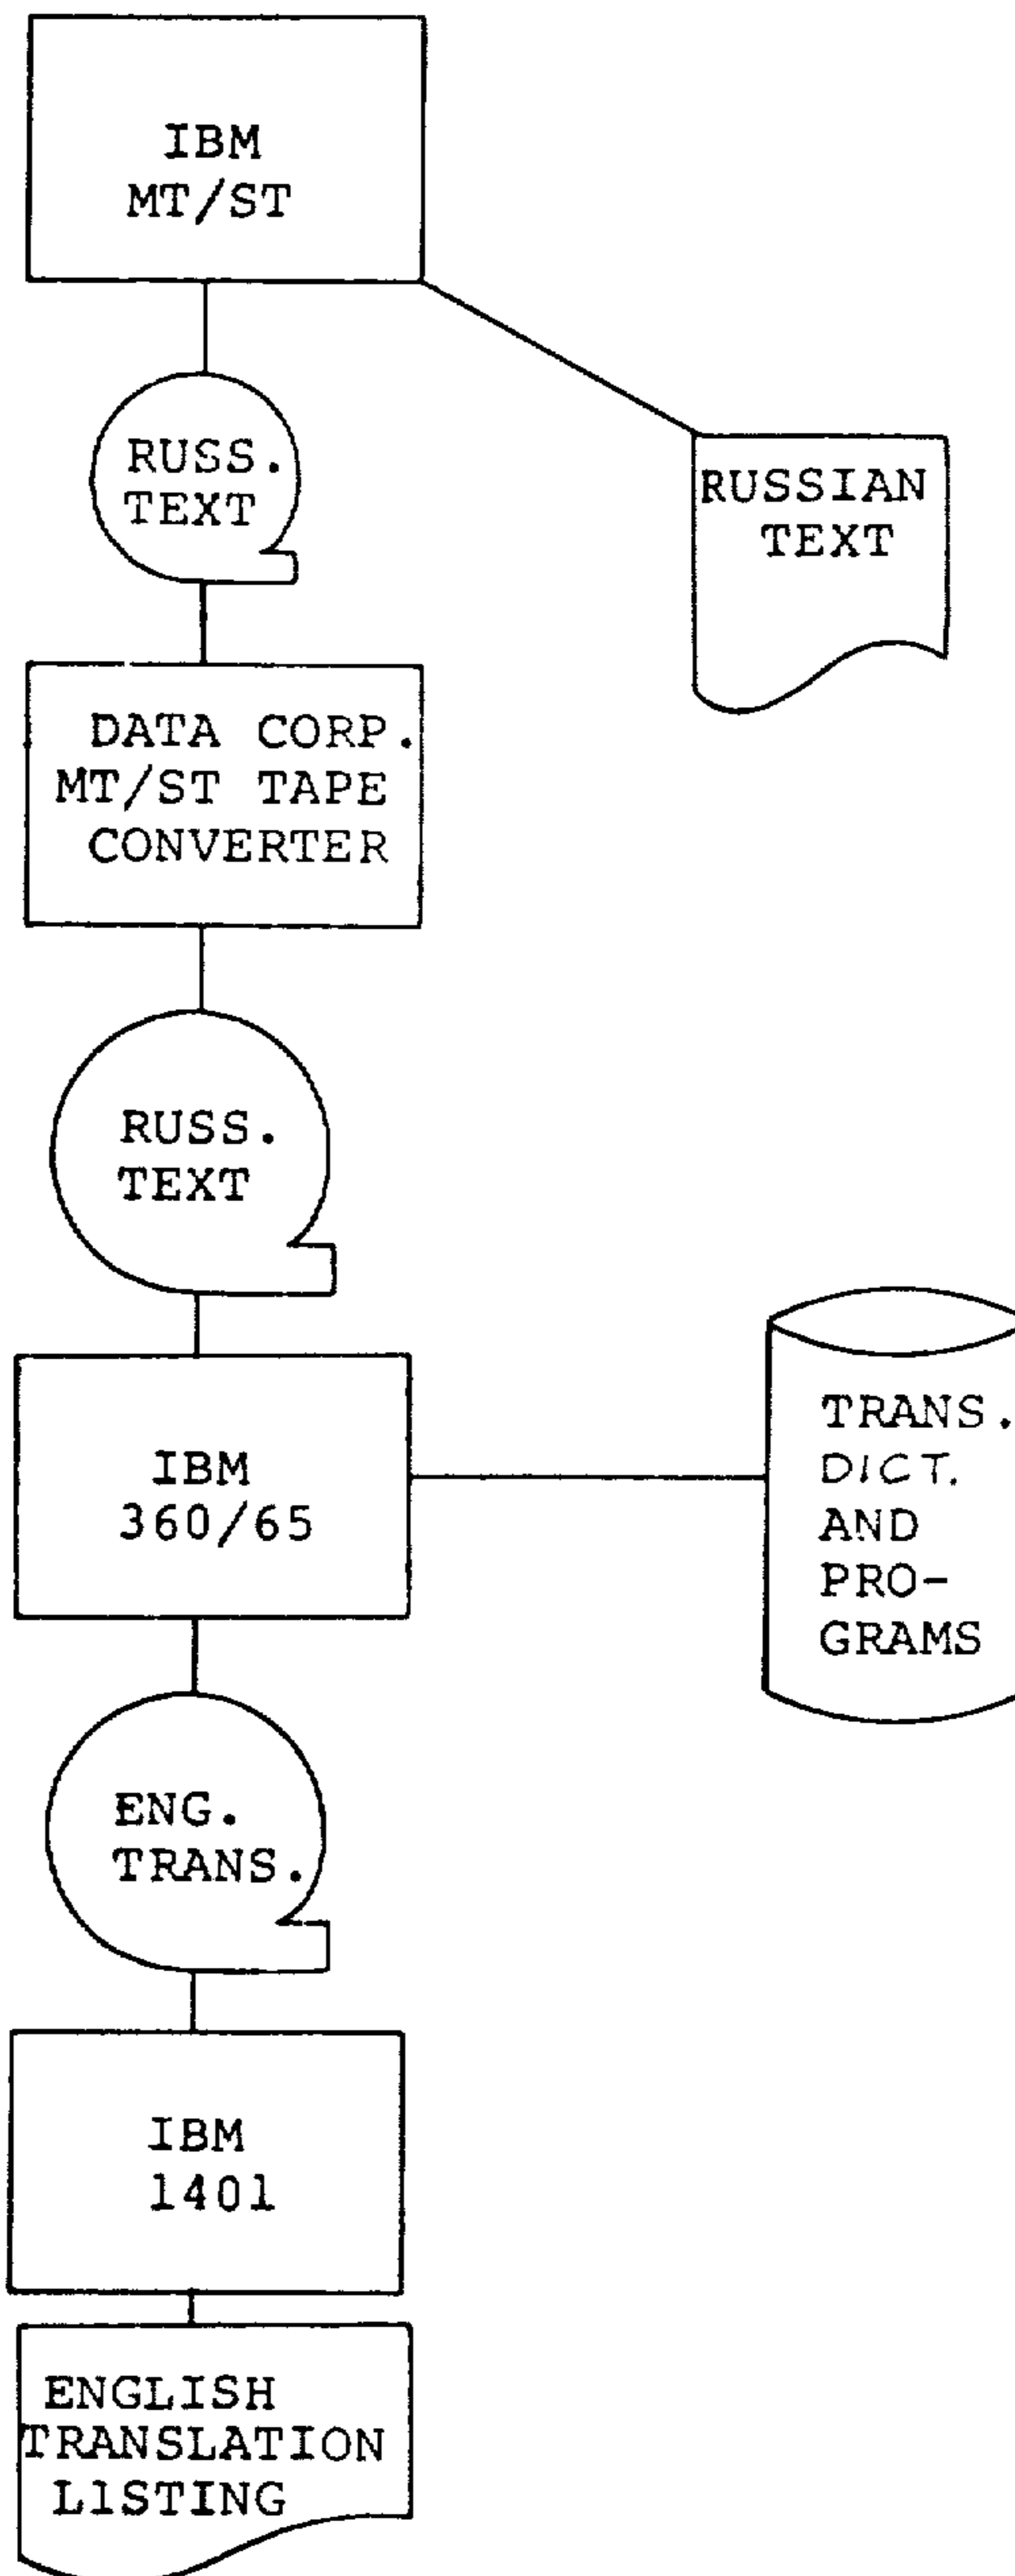 IBM
MT/ST
RUSS.
TEXT
RUSSIAN
TEXT
DATA CORP.
MT/ST TAPE
CONVERTER
RUSS.
TEXT
IBM
360/65
TRANS.
DICT.
AND
PRO-
GRAMS
ENG.
TRANS.
IBM
1401
ENGLISH
TRANSLATION
LISTING